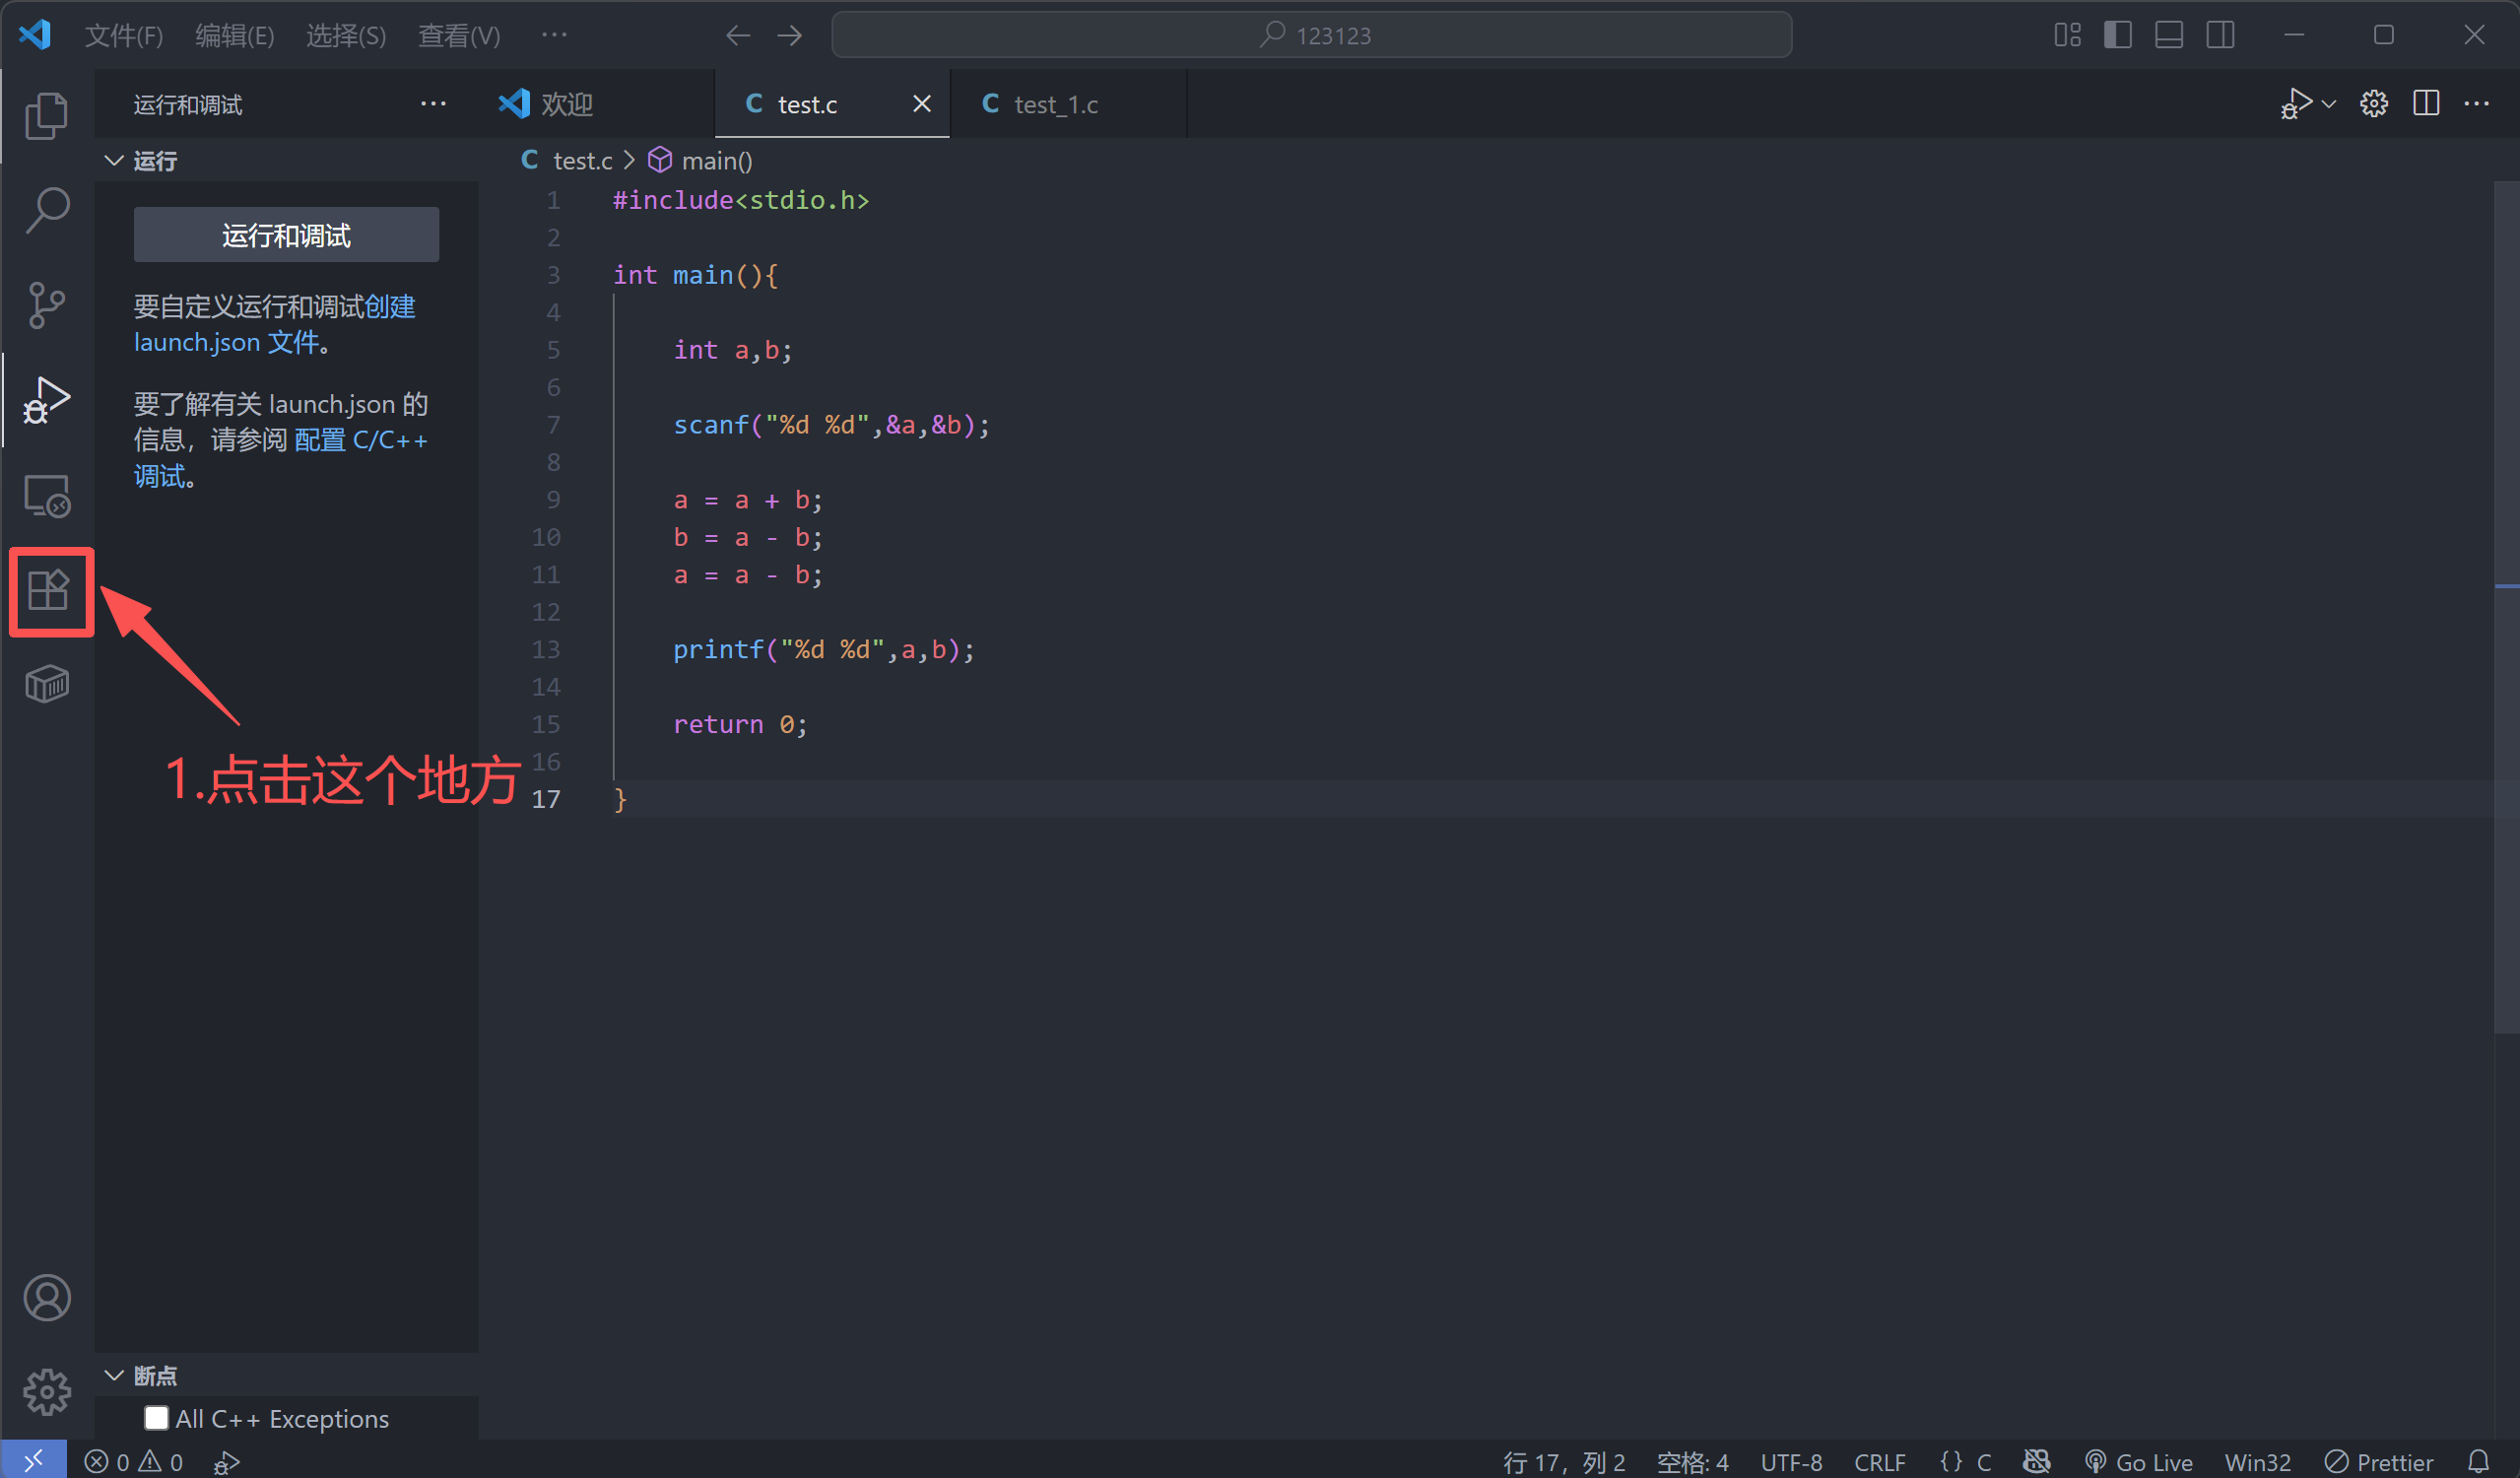 文件(F) 编辑(E) 选择(S) 查看(V) ··· 123123
运行和调试 ···
欢迎 C test.c C test_1.c ···
运行
运行和调试
要自定义运行和调试创建
launch.json 文件。
要了解有关 launch.json 的
信息，请参阅 配置 C/C++
调试。
1.点击这个地方
C test.c > main()
1 #include<stdio.h>
2
3 int main(){
4
5 int a,b;
6
7 scanf("%d %d",&a,&b);
8
9 a = a + b;
10 b = a - b;
11 a = a - b;
12
13 printf("%d %d",a,b);
14
15 return 0;
16
17 }
断点
All C++ Exceptions
0 0 行 17，列 2 空格: 4 UTF-8 CRLF {} C Go Live Win32 Prettier